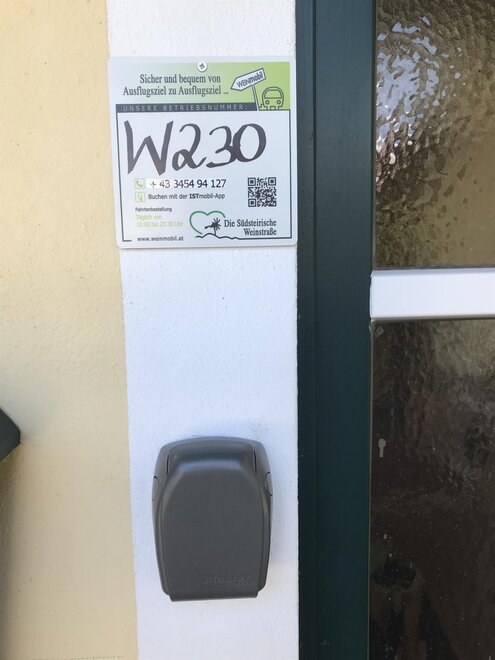 Sicher und bequem von
Ausflugsziel zu Ausflugsziel ...
WEINmobil
UNSERE BETRIEBSNUMMER:
W230
+ 43 3454 94 127
Buchen mit der ISTmobil-App
Fahrtenbestellung
Täglich von
10:00 bis 23:30 Uhr
www.weinmobil.at
Die Südsteirische
Weinstraße
Master